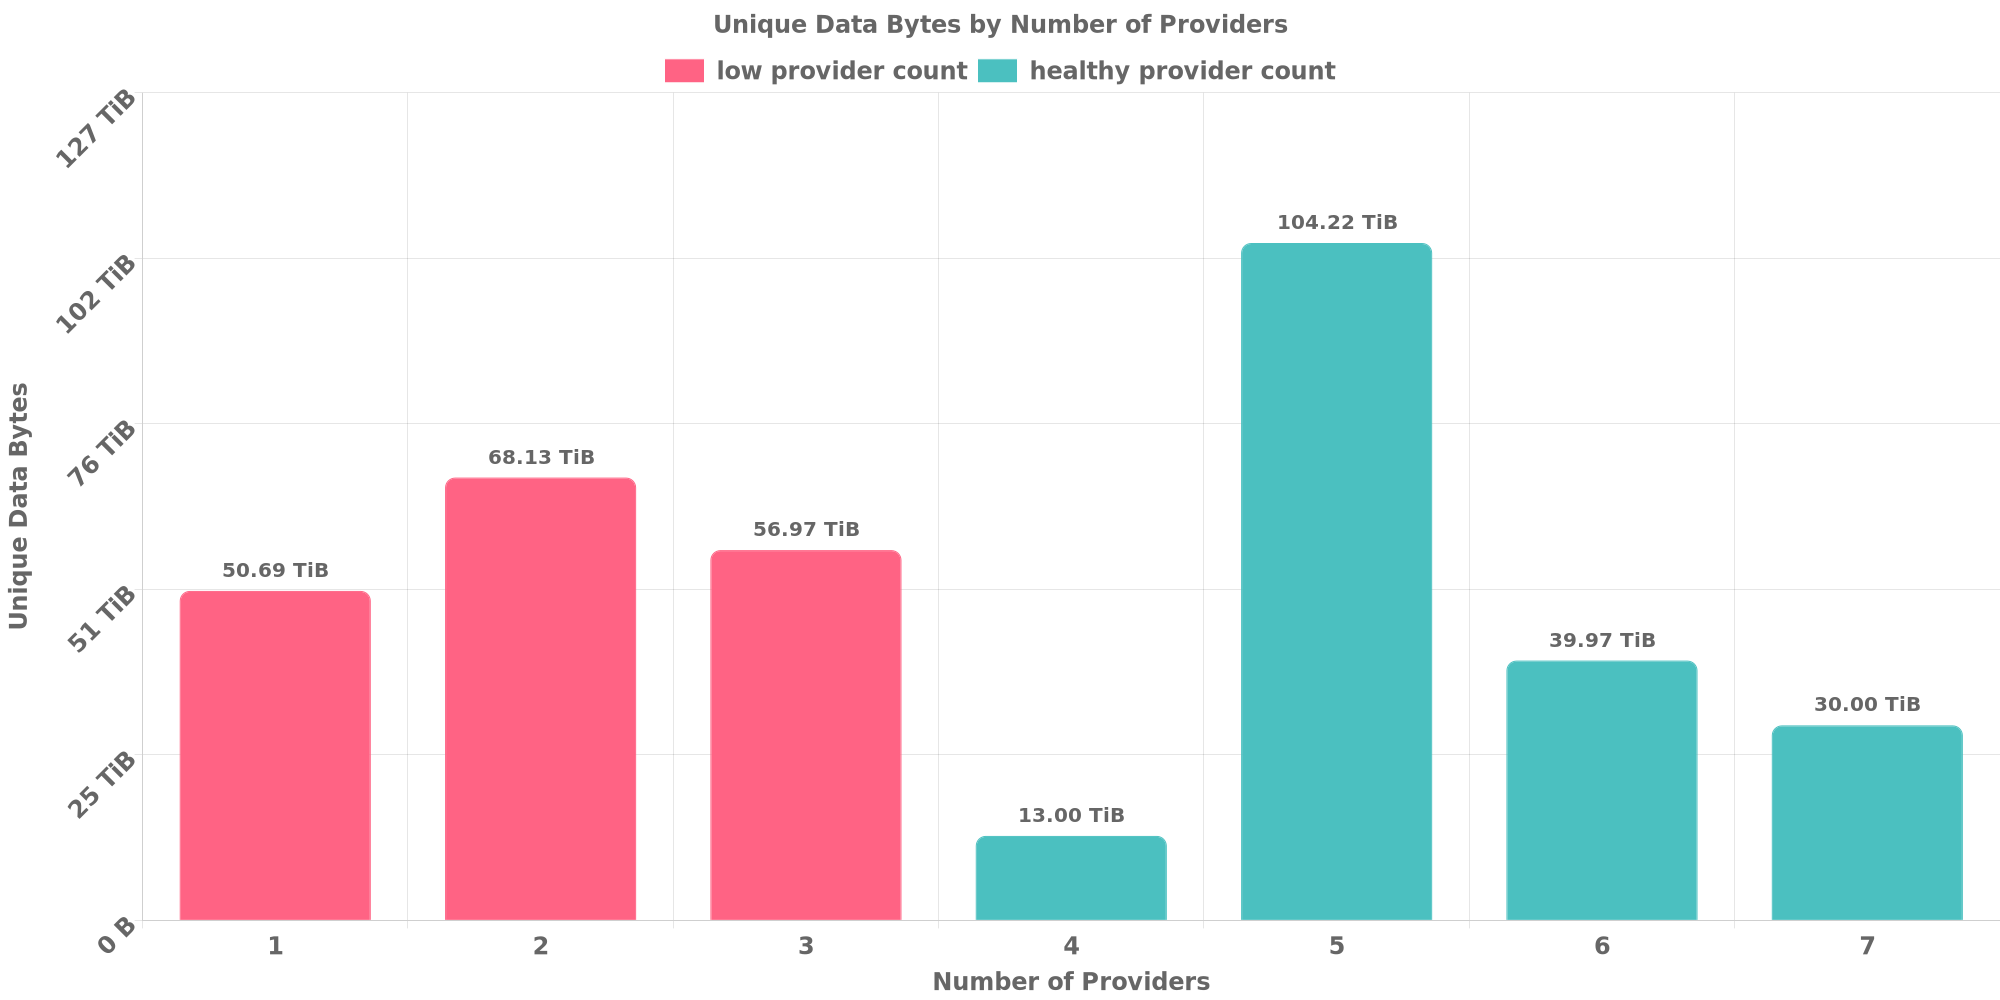 Unique Data Bytes by Number of Providers
low provider count healthy provider count
127 TiB
102 TiB
76 TiB
51 TiB
25 TiB
0 B
Unique Data Bytes
50.69 TiB
68.13 TiB
56.97 TiB
13.00 TiB
104.22 TiB
39.97 TiB
30.00 TiB
1 2 3 4 5 6 7
Number of Providers